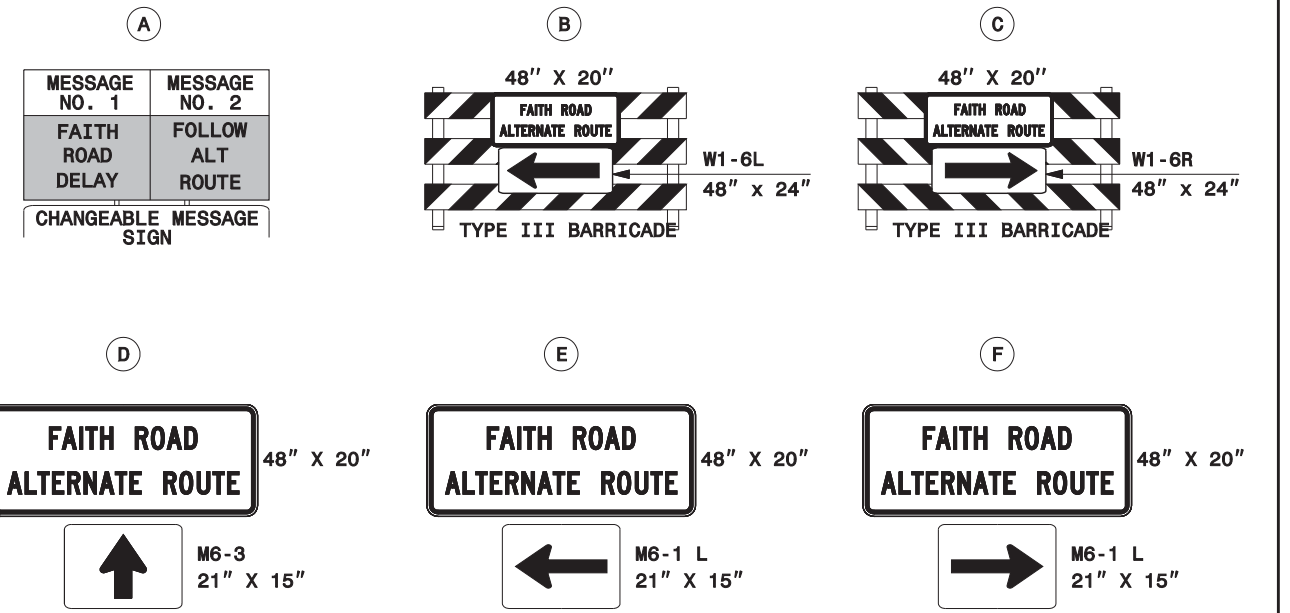 A
MESSAGE NO. 1
MESSAGE NO. 2
FAITH
ROAD
DELAY
FOLLOW
ALT
ROUTE
CHANGEABLE MESSAGE
SIGN
B
48" X 20"
FAITH ROAD
ALTERNATE ROUTE
W1-6L
48" x 24"
TYPE III BARRICADE
C
48" X 20"
FAITH ROAD
ALTERNATE ROUTE
W1-6R
48" x 24"
TYPE III BARRICADE
D
FAITH ROAD
ALTERNATE ROUTE
48" X 20"
M6-3
21" X 15"
E
FAITH ROAD
ALTERNATE ROUTE
48" X 20"
M6-1 L
21" X 15"
F
FAITH ROAD
ALTERNATE ROUTE
48" X 20"
M6-1 L
21" X 15"